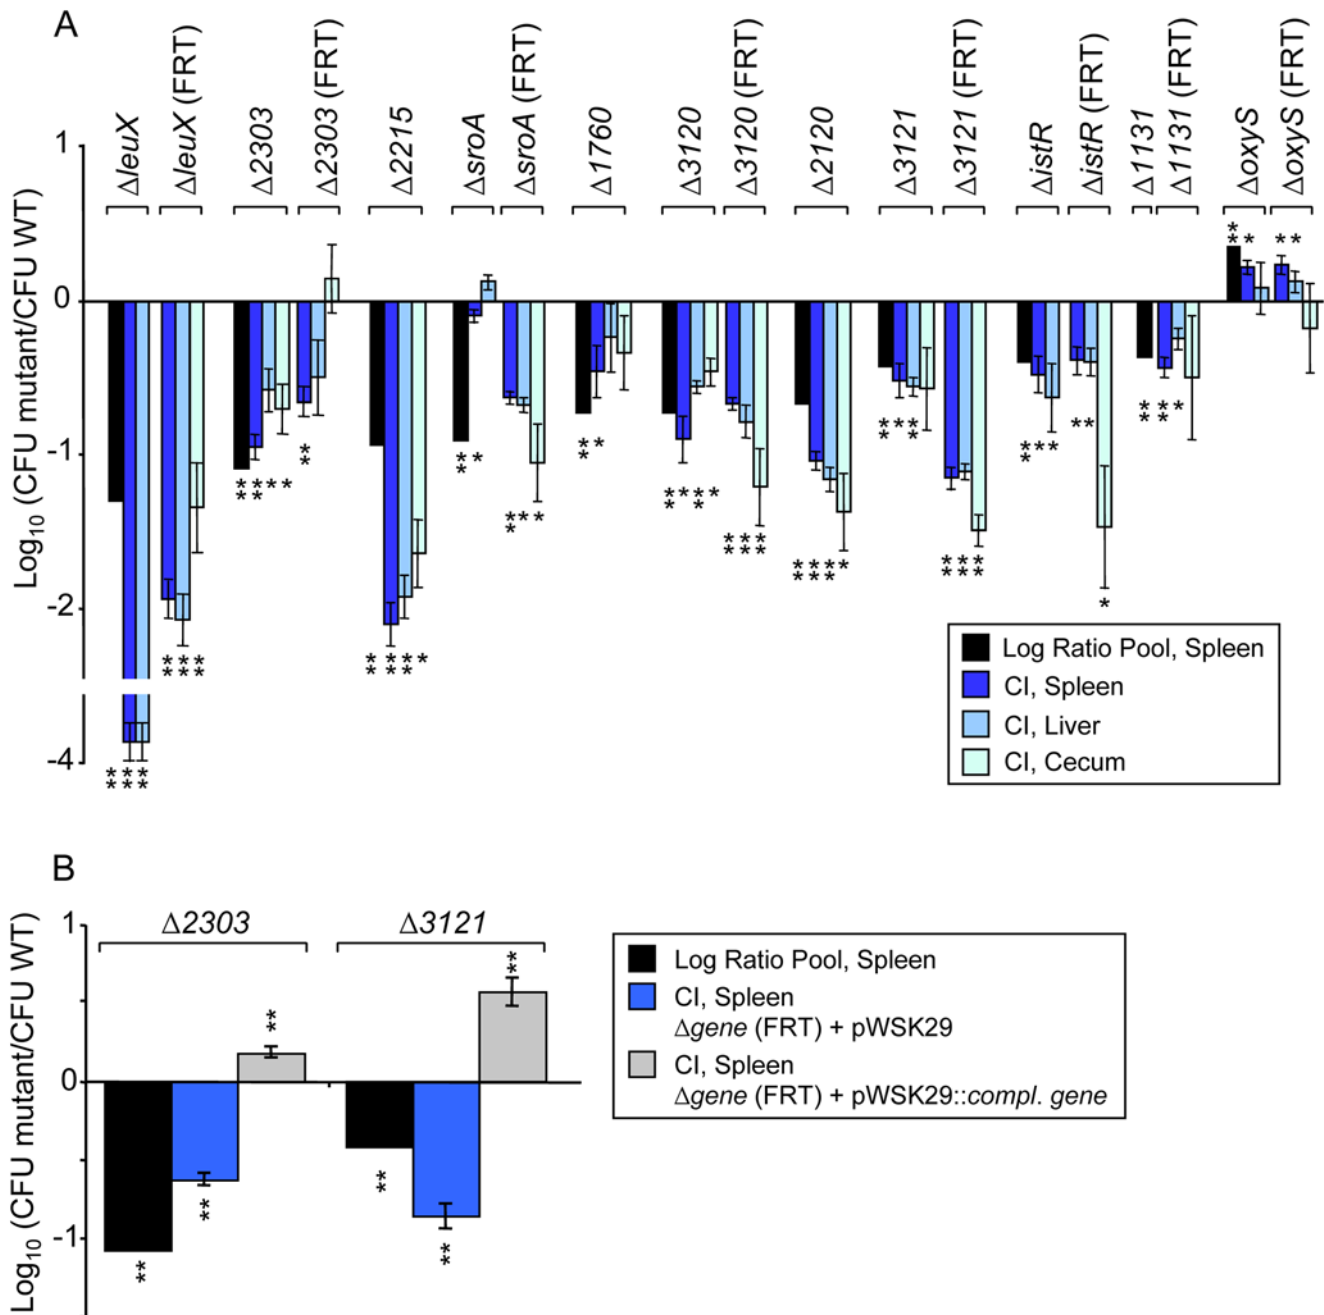 A
ΔleuX
ΔleuX (FRT)
Δ2303
Δ2303 (FRT)
Δ2215
ΔsroA
ΔsroA (FRT)
Δ1760
Δ3120
Δ3120 (FRT)
Δ2120
Δ3121
Δ3121 (FRT)
ΔistR
ΔistR (FRT)
Δ1131
Δ1131 (FRT)
ΔoxyS
ΔoxyS (FRT)
Log10 (CFU mutant/CFU WT)
1
0
-1
-2
-4
Log Ratio Pool, Spleen
CI, Spleen
CI, Liver
CI, Cecum
B
Δ2303
Δ3121
Log10 (CFU mutant/CFU WT)
1
0
-1
Log Ratio Pool, Spleen
CI, Spleen
Δgene (FRT) + pWSK29
CI, Spleen
Δgene (FRT) + pWSK29::compl. gene